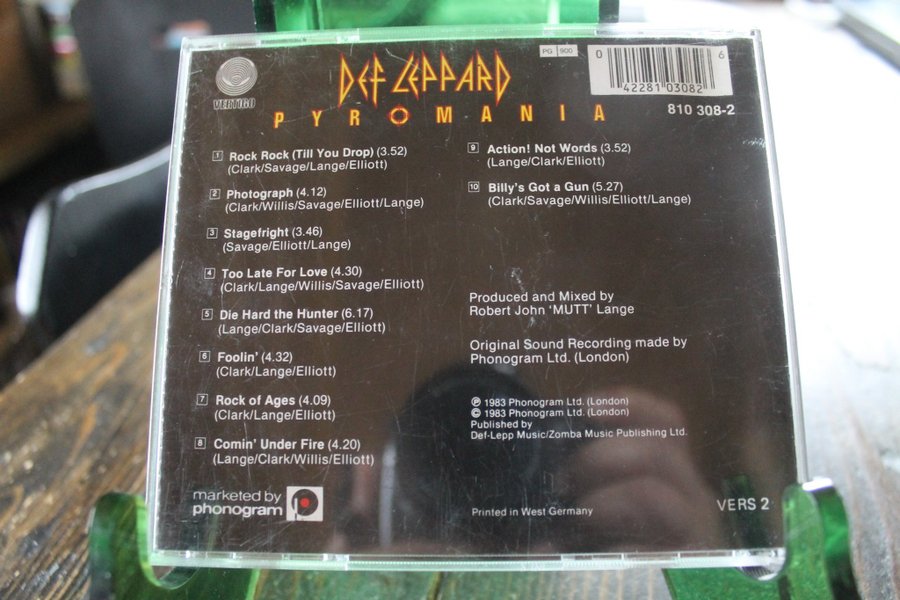 VERTIGO
DEF LEPPARD
PYROMANIA
PG 900
0 42281 03082 6
810 308-2
1 Rock Rock (Till You Drop) (3.52)
(Clark/Savage/Lange/Elliott)
2 Photograph (4.12)
(Clark/Willis/Savage/Elliott/Lange)
3 Stagefright (3.46)
(Savage/Elliott/Lange)
4 Too Late For Love (4.30)
(Clark/Lange/Willis/Savage/Elliott)
5 Die Hard the Hunter (6.17)
(Lange/Clark/Savage/Elliott)
6 Foolin' (4.32)
(Clark/Lange/Elliott)
7 Rock of Ages (4.09)
(Clark/Lange/Elliott)
8 Comin' Under Fire (4.20)
(Lange/Clark/Willis/Elliott)
9 Action! Not Words (3.52)
(Lange/Clark/Elliott)
10 Billy's Got a Gun (5.27)
(Clark/Savage/Willis/Elliott/Lange)
Produced and Mixed by
Robert John 'MUTT' Lange
Original Sound Recording made by
Phonogram Ltd. (London)
℗ 1983 Phonogram Ltd. (London)
© 1983 Phonogram Ltd. (London)
Published by
Def-Lepp Music/Zomba Music Publishing Ltd.
marketed by
phonogram
Printed in West Germany
VERS 2